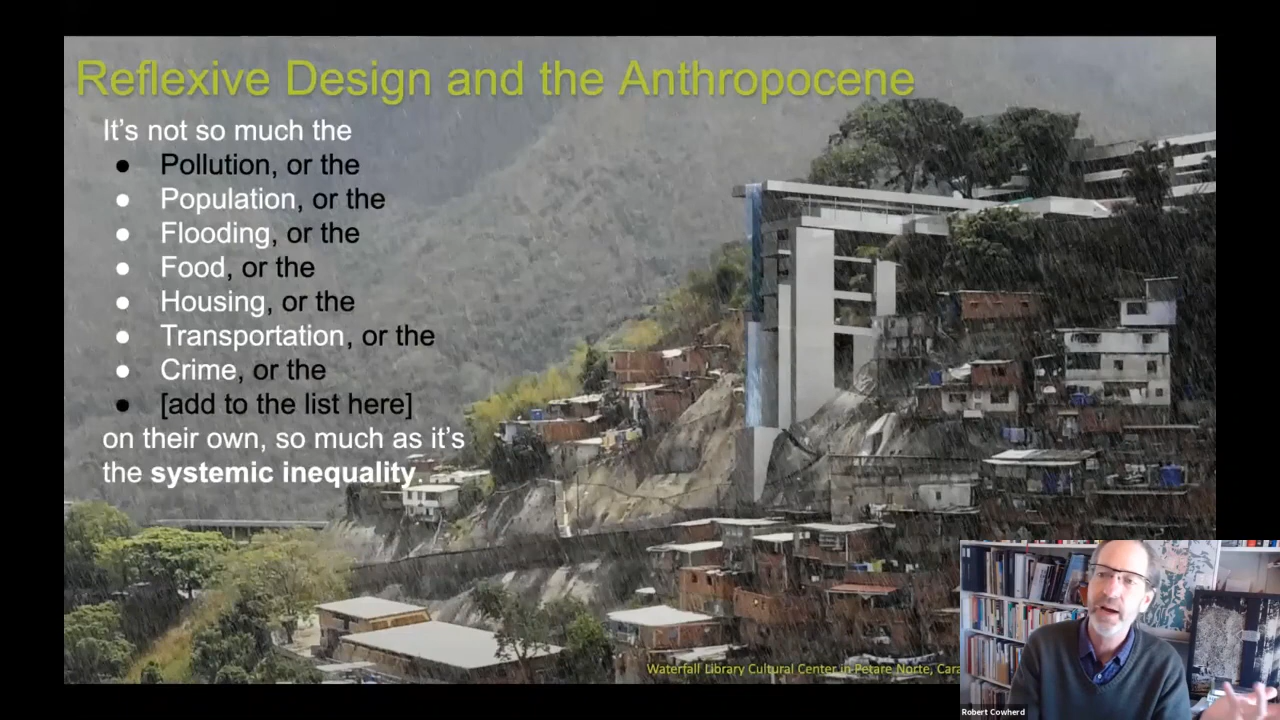 Reflexive Design and the Anthropocene
It’s not so much the
● Pollution, or the
● Population, or the
● Flooding, or the
● Food, or the
● Housing, or the
● Transportation, or the
● Crime, or the
● [add to the list here]
on their own, so much as it’s
the systemic inequality.
Waterfall Library Cultural Center in Petare Norte, Cara
Robert Cowherd